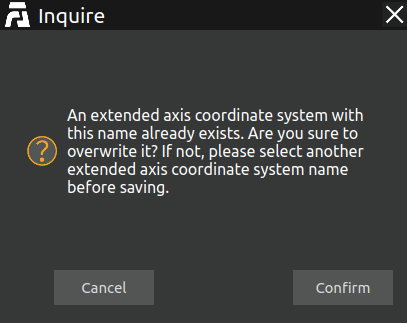 Inquire
An extended axis coordinate system with
this name already exists. Are you sure to
overwrite it? If not, please select another
extended axis coordinate system name
before saving.
Cancel
Confirm